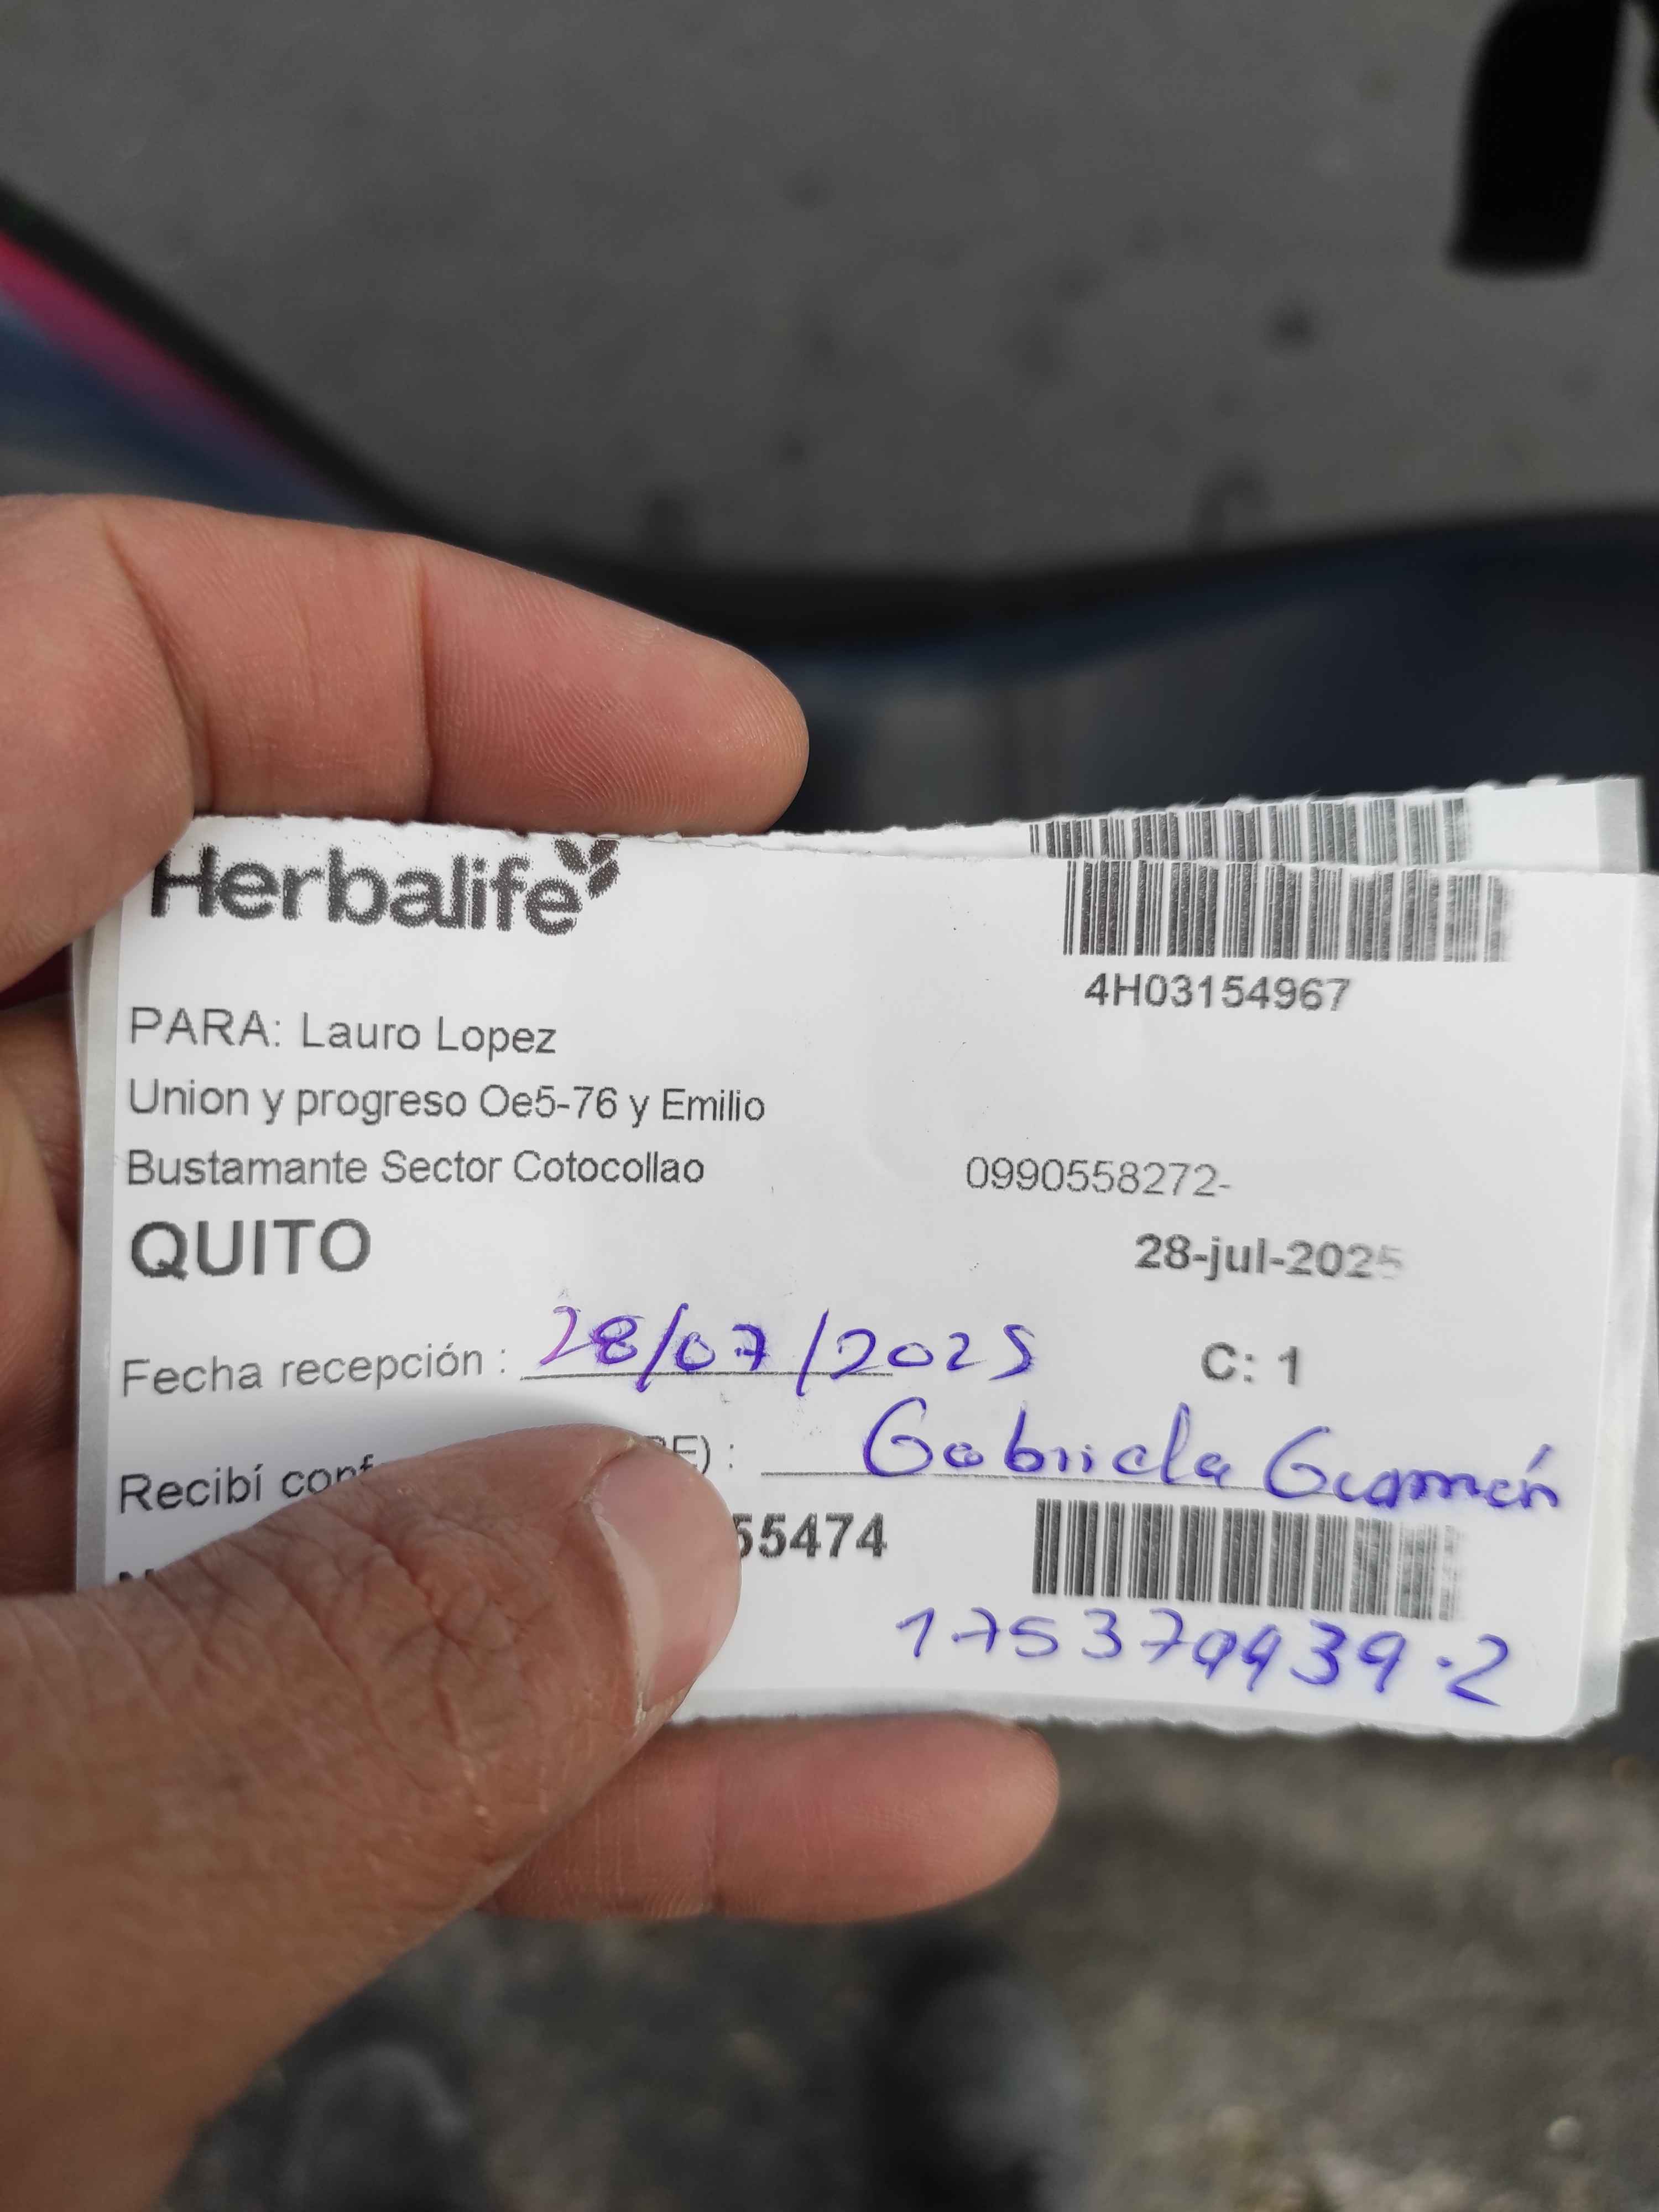 Herbalife
4H03154967
PARA: Lauro Lopez
Union y progreso Oe5-76 y Emilio
Bustamante Sector Cotocollao
0990558272-
QUITO
28-jul-2025
Fecha recepción : 28/07/2025
C: 1
Recibí : Gabriela Guzmán
55474
175379939-2